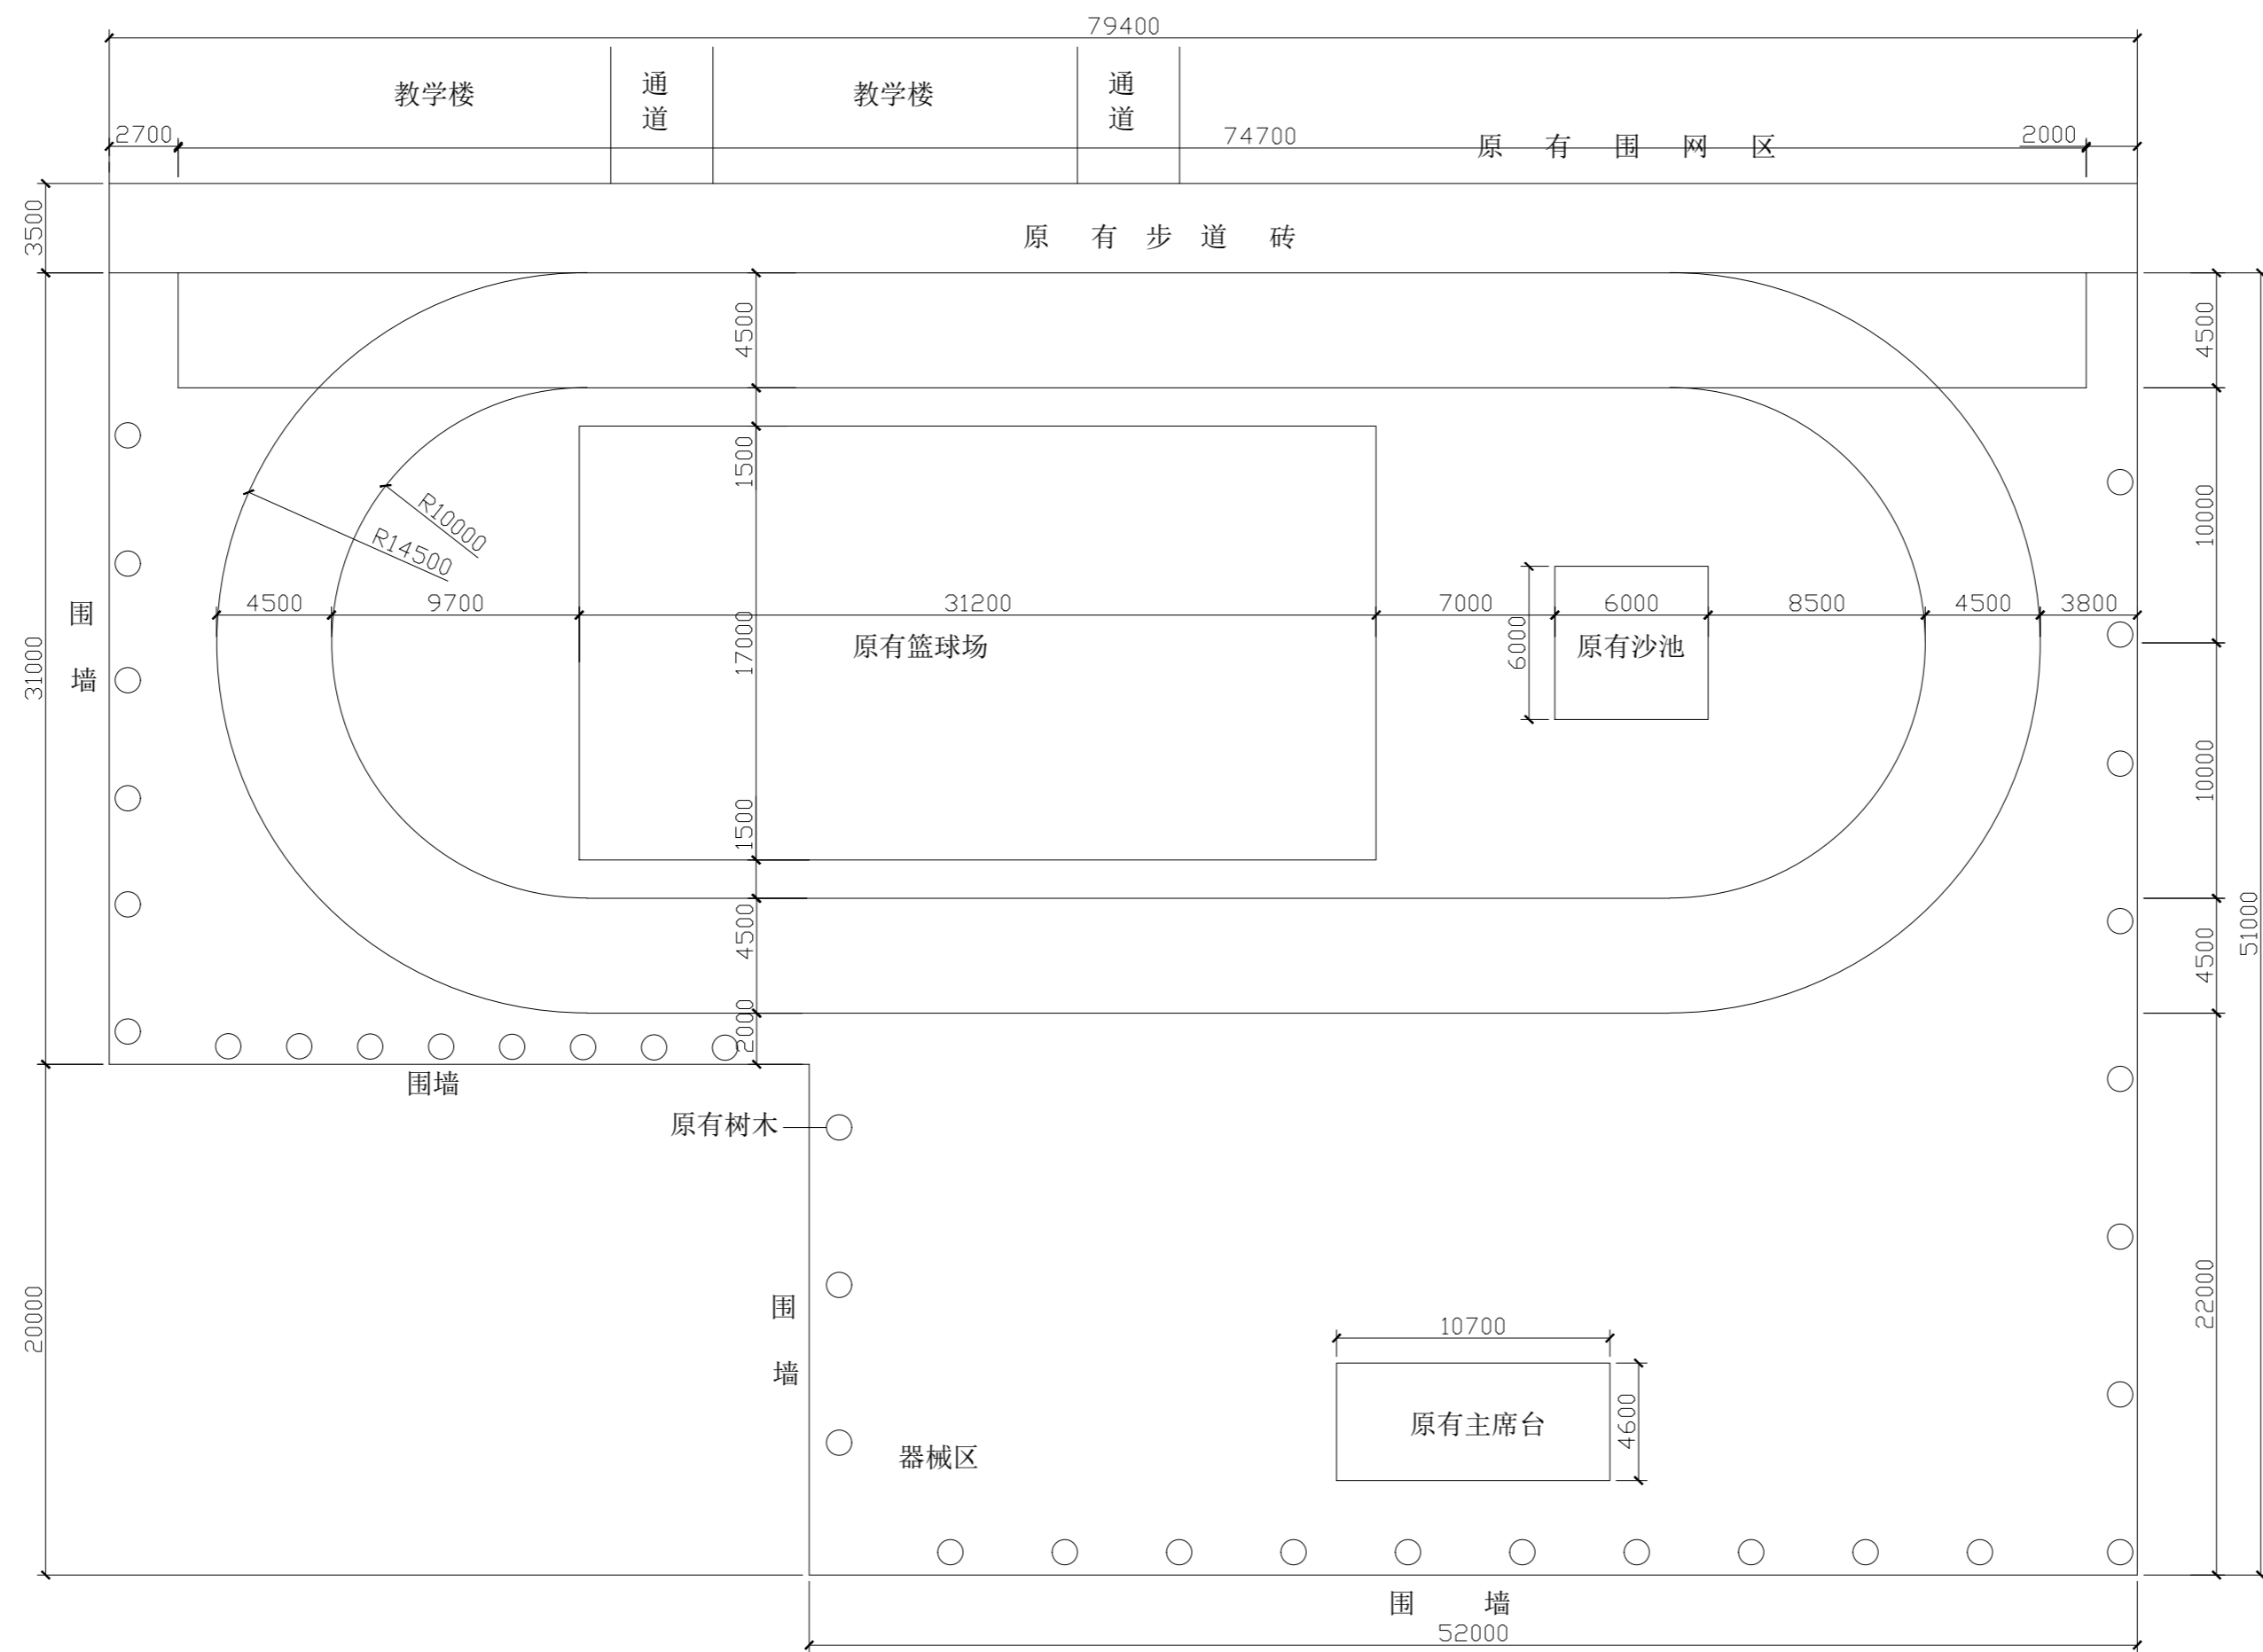 79400
教学楼
通道
教学楼
通道
2700
74700
原有围网区
2000
3500
原有步道砖
4500
4500
1500
R10000
R14500
10000
围墙
4500
9700
31200
7000
6000
8500
4500
3800
31000
17000
原有篮球场
6000
原有沙池
10000
1500
4500
4500
51000
2000
围墙
原有树木
20000
围墙
22000
10700
4600
原有主席台
器械区
围墙
52000